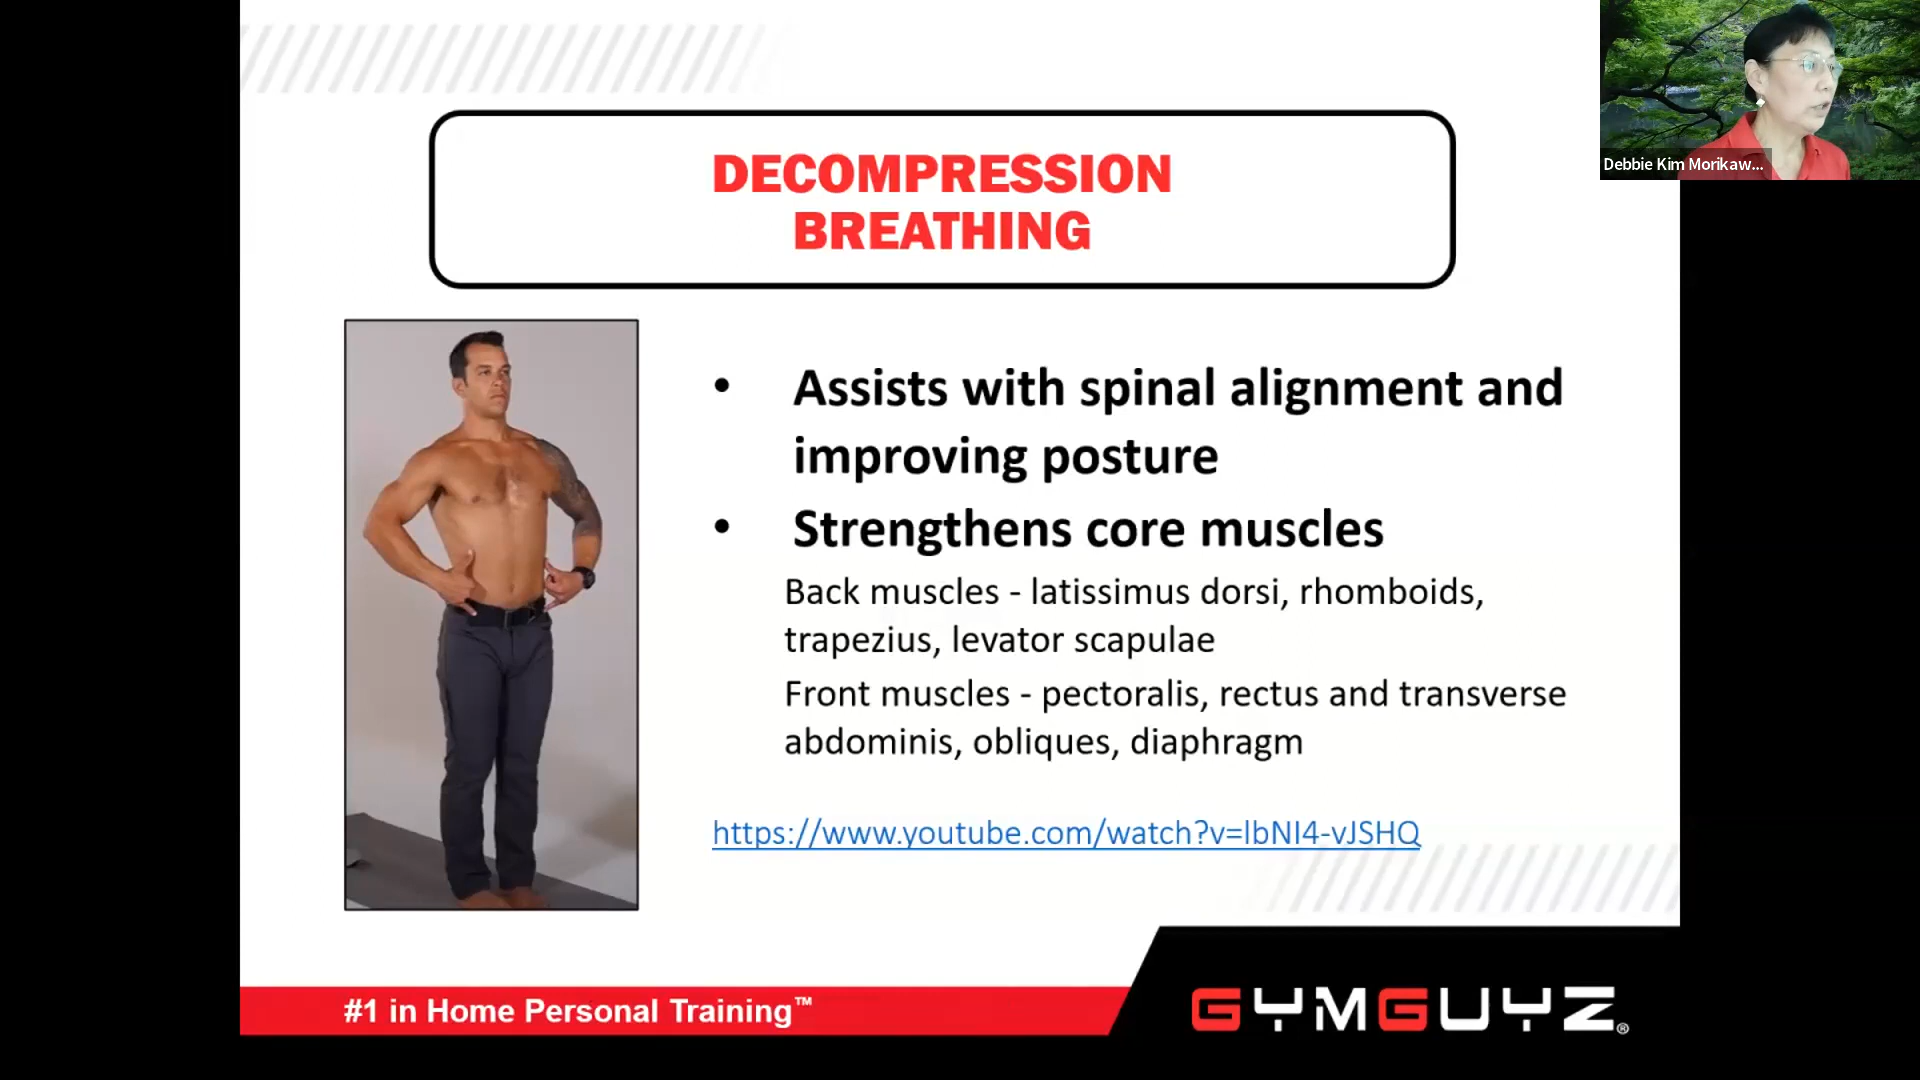 Debbie Kim Morikaw...
DECOMPRESSION
BREATHING
• Assists with spinal alignment and
improving posture
• Strengthens core muscles
Back muscles - latissimus dorsi, rhomboids,
trapezius, levator scapulae
Front muscles - pectoralis, rectus and transverse
abdominis, obliques, diaphragm
https://www.youtube.com/watch?v=lbNI4-vJSHQ
#1 in Home Personal Training™
GYMGUYZ®